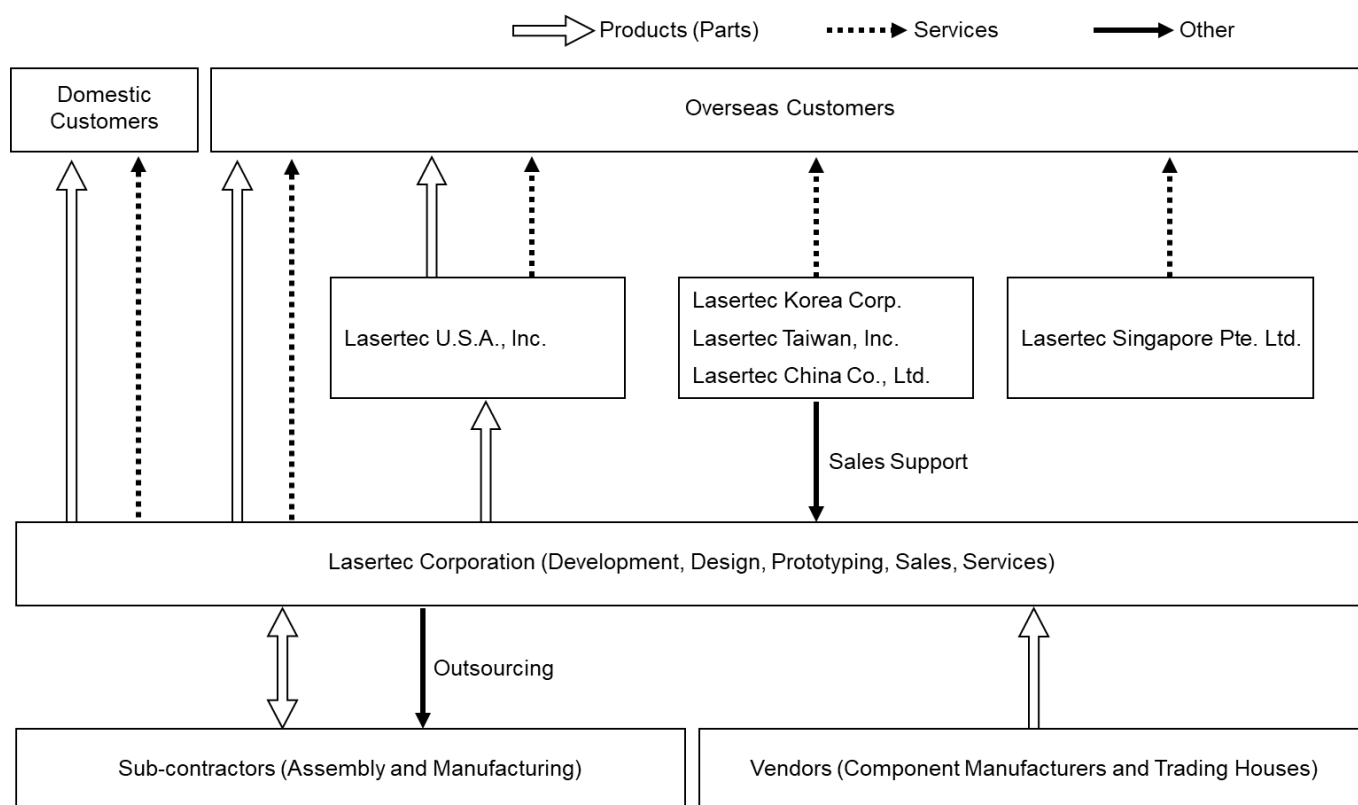 Products (Parts)
Services
Other
Domestic
Customers
Overseas Customers
Lasertec U.S.A., Inc.
Lasertec Korea Corp.
Lasertec Taiwan, Inc.
Lasertec China Co., Ltd.
Lasertec Singapore Pte. Ltd.
Sales Support
Lasertec Corporation (Development, Design, Prototyping, Sales, Services)
Outsourcing
Sub-contractors (Assembly and Manufacturing)
Vendors (Component Manufacturers and Trading Houses)